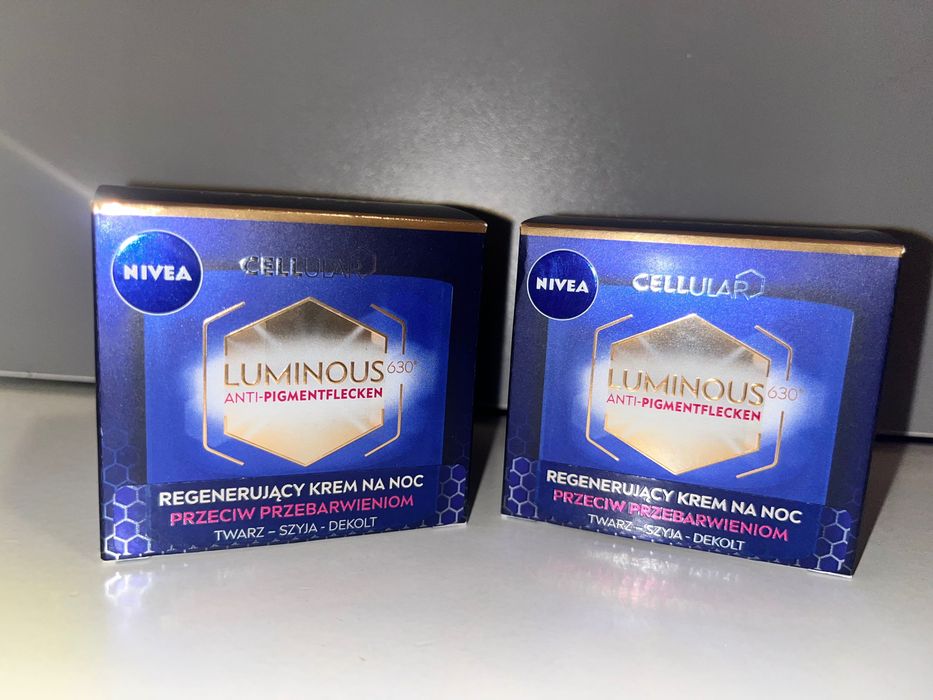 NIVEA
CELLULAR
LUMINOUS 630®
ANTI-PIGMENTFLECKEN
REGENERUJĄCY KREM NA NOC
PRZECIW PRZEBARWIENIOM
TWARZ – SZYJA - DEKOLT
NIVEA
CELLULAR
LUMINOUS 630®
ANTI-PIGMENTFLECKEN
REGENERUJĄCY KREM NA NOC
PRZECIW PRZEBARWIENIOM
TWARZ – SZYJA - DEKOLT